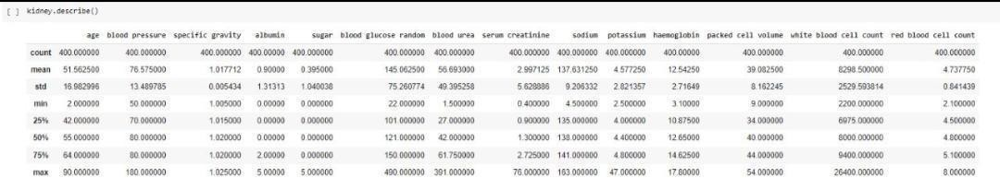 [ ] kidney.describe()
age blood pressure specific gravity albumin sugar blood glucose random blood urea serum creatinine sodium potassium haemoglobin packed cell volume white blood cell count red blood cell count
count 400.000000 400.000000 400.000000 400.00000 400.000000 400.000000 400.000000 400.000000 400.000000 400.000000 400.00000 400.000000 400.000000 400.000000
mean 51.562500 76.575000 1.017712 0.90000 0.395000 145.062500 56.693000 2.997125 137.631250 4.577250 12.54250 39.082500 8298.500000 4.737750
std 16.982996 13.489785 0.005434 1.31313 1.040038 75.260774 49.395258 5.628886 9.206332 2.821357 2.71649 8.162245 2529.593814 0.841439
min 2.000000 50.000000 1.005000 0.00000 0.000000 22.000000 1.500000 0.400000 4.500000 2.500000 3.10000 9.000000 2200.000000 2.100000
25% 42.000000 70.000000 1.015000 0.00000 0.000000 101.000000 27.000000 0.900000 135.000000 4.000000 10.87500 34.000000 6975.000000 4.500000
50% 55.000000 80.000000 1.020000 0.00000 0.000000 121.000000 42.000000 1.300000 138.000000 4.400000 12.65000 40.000000 8000.000000 4.800000
75% 64.000000 80.000000 1.020000 2.00000 0.000000 150.000000 61.750000 2.725000 141.000000 4.800000 14.62500 44.000000 9400.000000 5.100000
max 90.000000 180.000000 1.025000 5.00000 5.000000 490.000000 391.000000 76.000000 163.000000 47.000000 17.80000 54.000000 26400.000000 8.000000